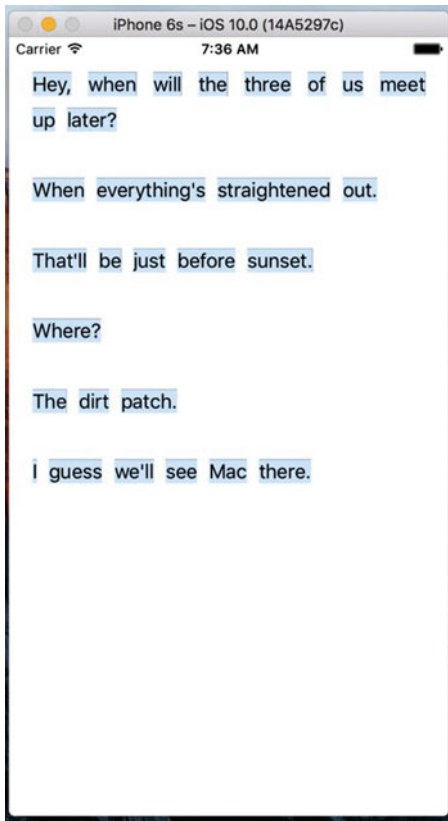 iPhone 6s – iOS 10.0 (14A5297c)
Carrier 7:36 AM
Hey, when will the three of us meet
up later?
When everything's straightened out.
That'll be just before sunset.
Where?
The dirt patch.
I guess we'll see Mac there.